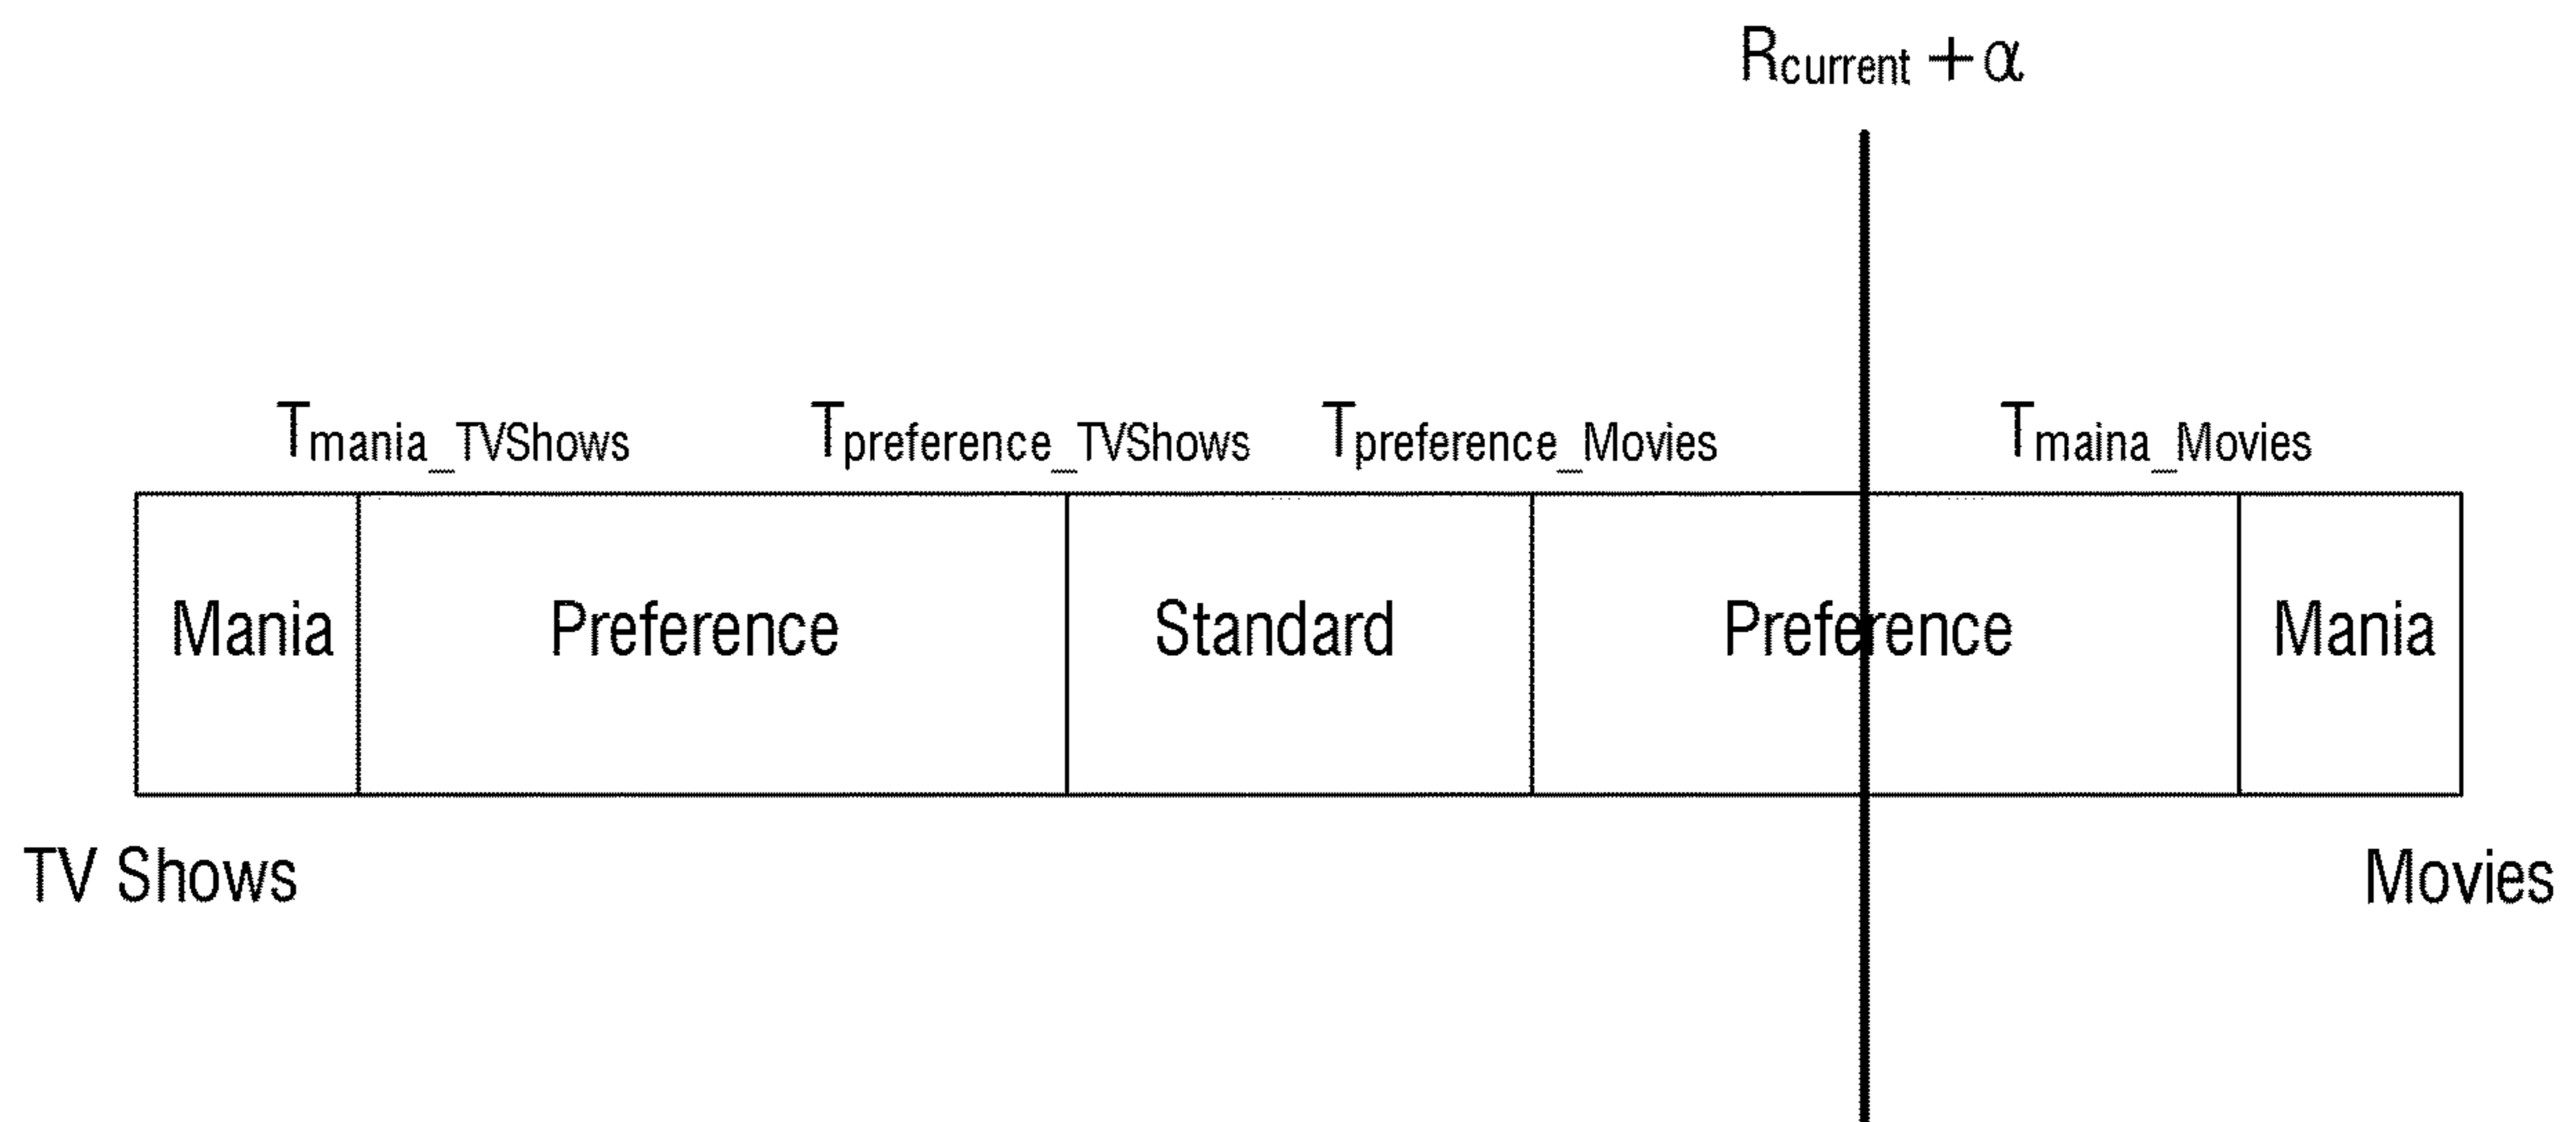 Rcurrent +α
Tmania_TVShows Tpreference_TVShows Tpreference_Movies Tmaina_Movies
Mania Preference Standard Preference Mania
TV Shows Movies